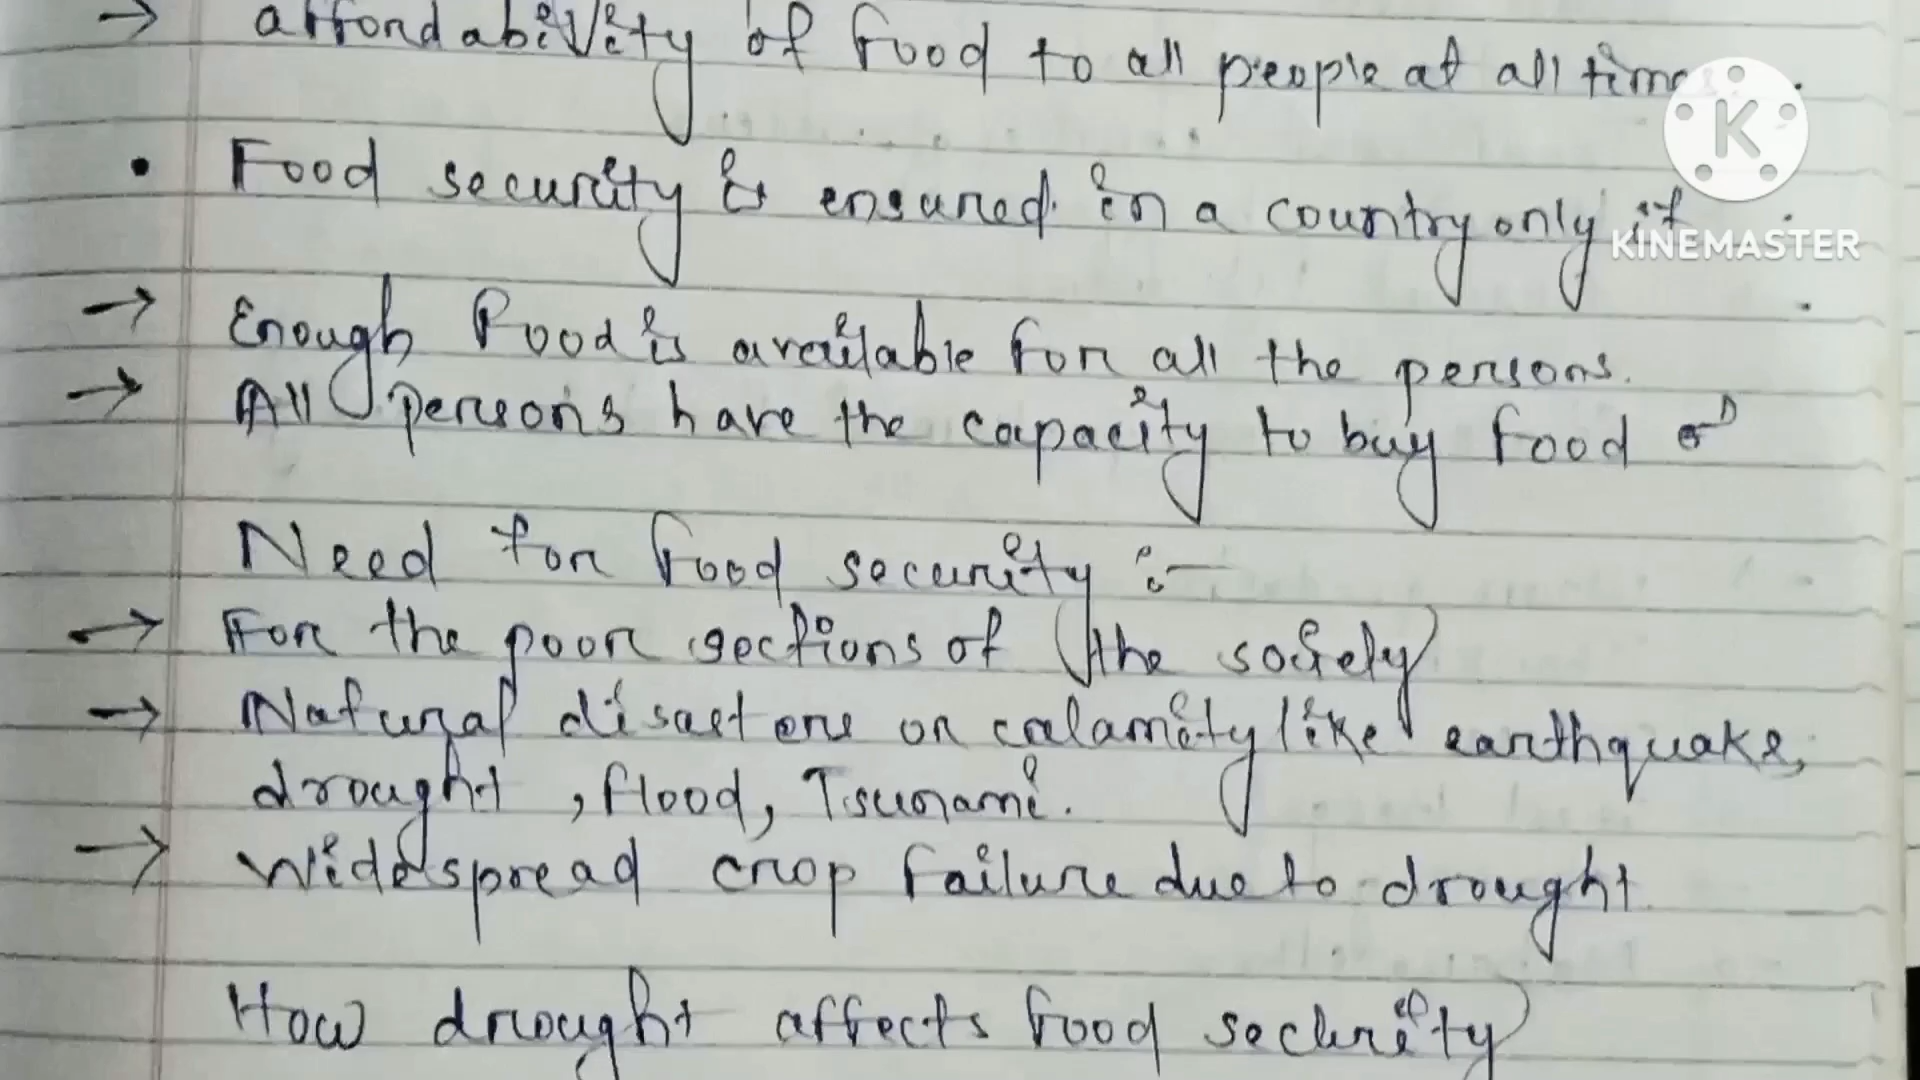 → affordability of food to all people at all times.
• Food security is ensured in a country only if
→ Enough Food is available for all the persons.
→ All persons have the capacity to buy food
Need for food security :-
→ For the poor sections of the society
→ Natural disasters or calamity like earthquake,
drought, flood, Tsunami.
→ Widespread crop failure due to drought
How drought affects food security
K
KINEMASTER